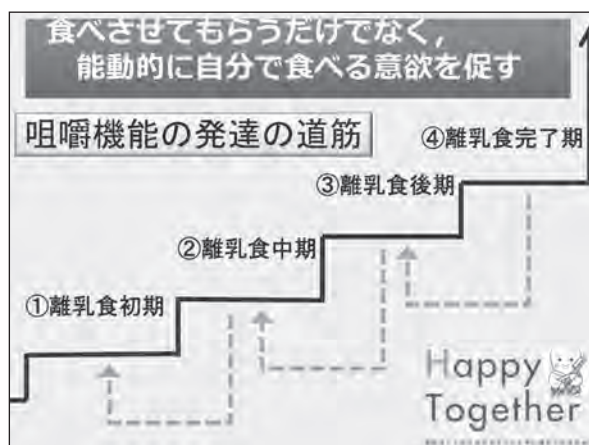 食べさせてもらうだけでなく，
能動的に自分で食べる意欲を促す
咀嚼機能の発達の道筋
④離乳食完了期
③離乳食後期
②離乳食中期
①離乳食初期
Happy
Together